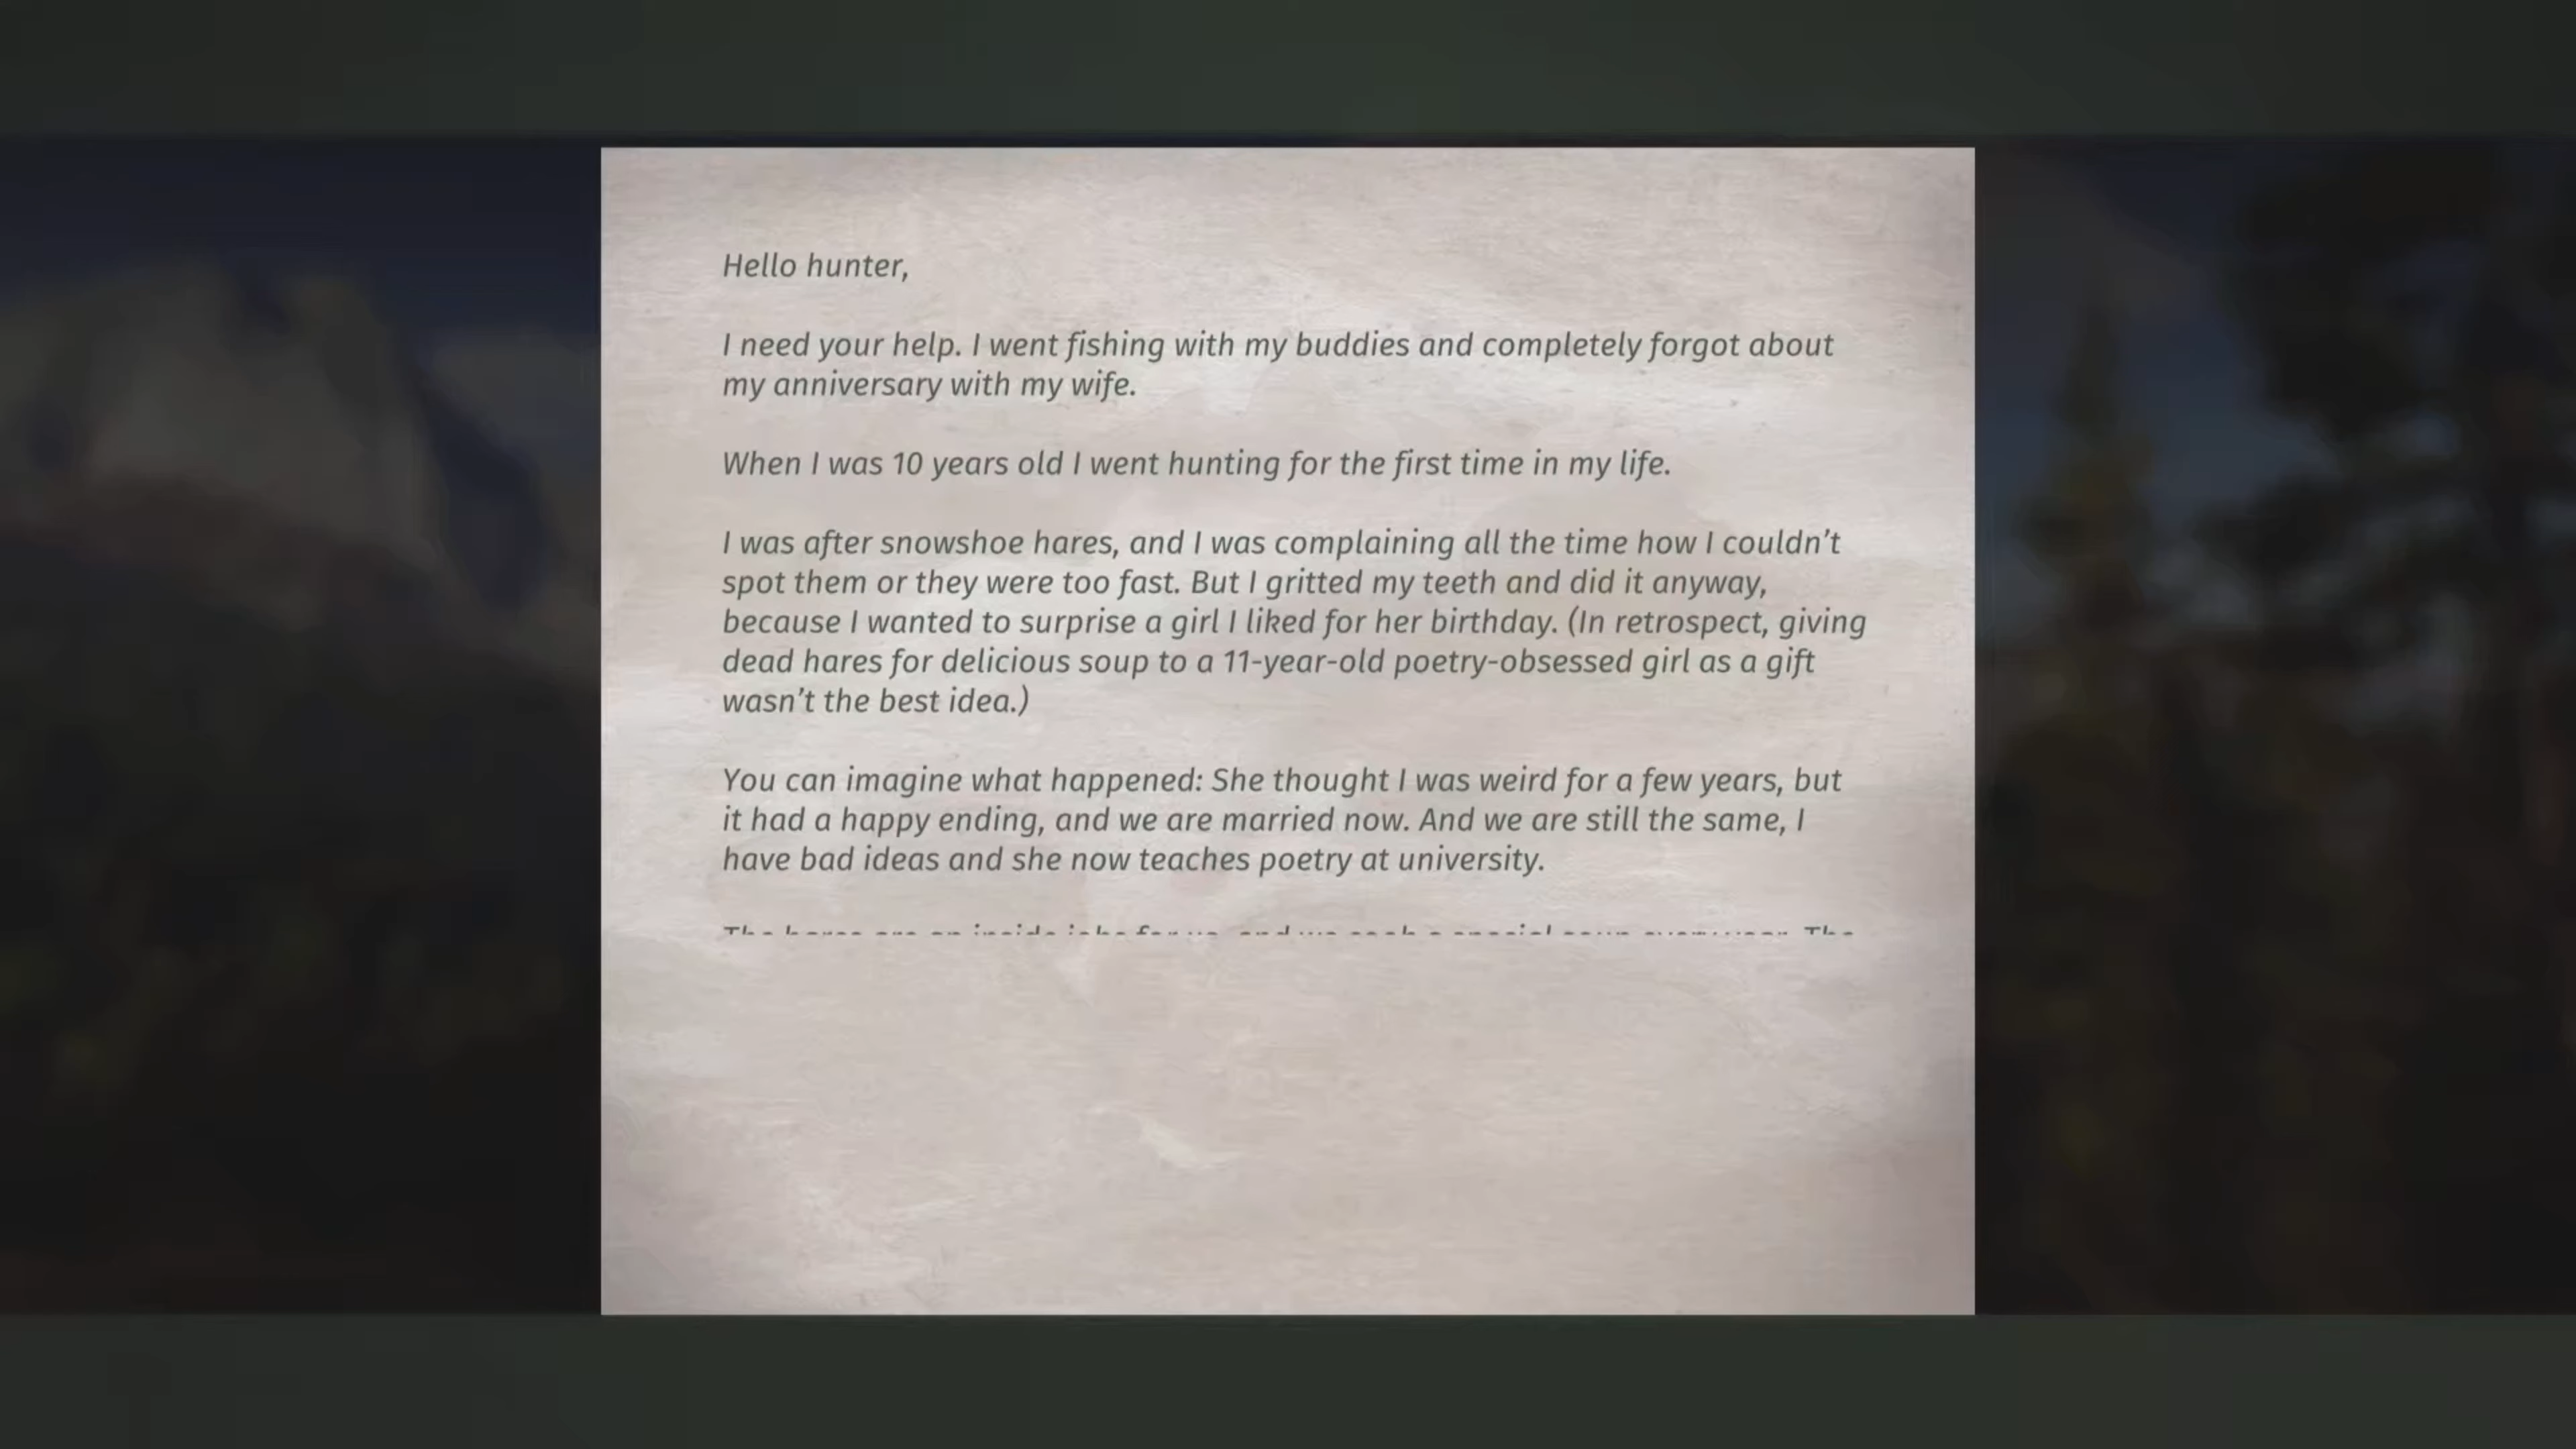 Hello hunter,
I need your help. I went fishing with my buddies and completely forgot about
my anniversary with my wife.
When I was 10 years old I went hunting for the first time in my life.
I was after snowshoe hares, and I was complaining all the time how I couldn’t
spot them or they were too fast. But I gritted my teeth and did it anyway,
because I wanted to surprise a girl I liked for her birthday. (In retrospect, giving
dead hares for delicious soup to a 11-year-old poetry-obsessed girl as a gift
wasn’t the best idea.)
You can imagine what happened: She thought I was weird for a few years, but
it had a happy ending, and we are married now. And we are still the same, I
have bad ideas and she now teaches poetry at university.